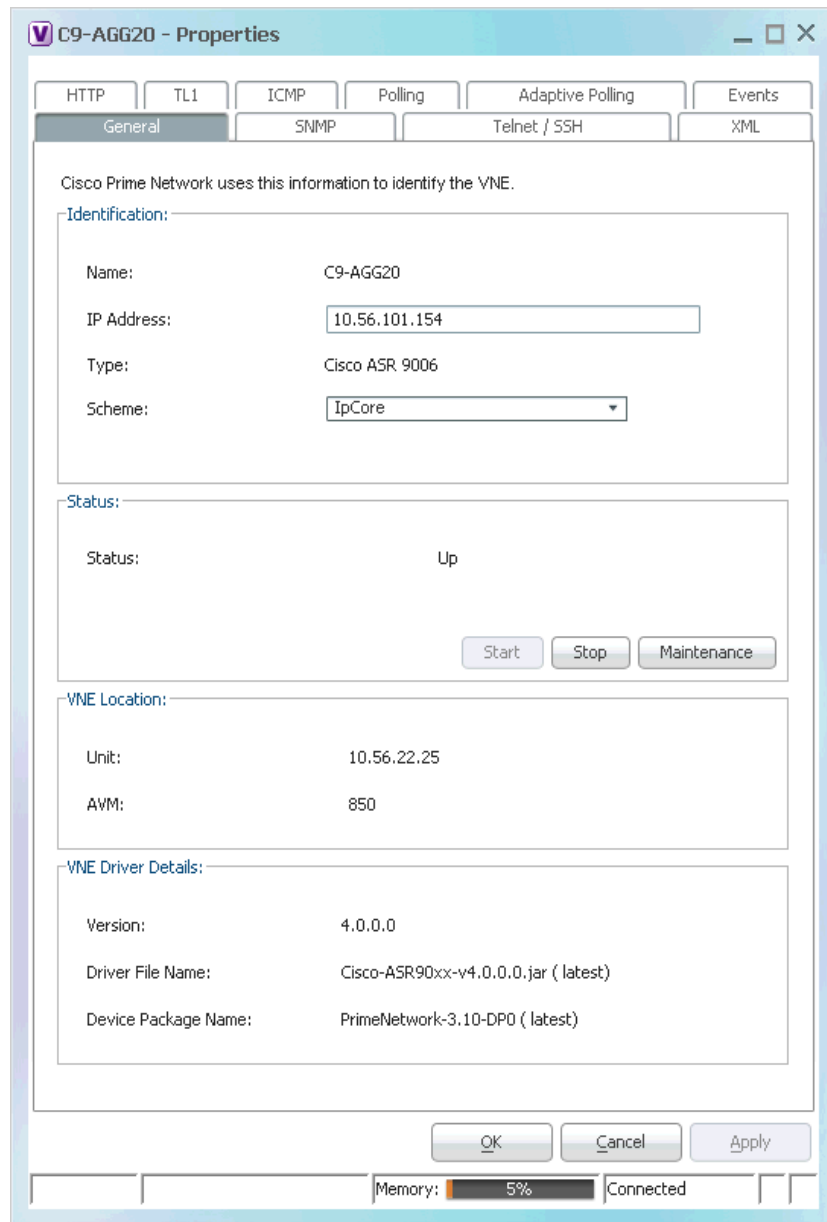 V C9-AGG20 - Properties
HTTP TL1 ICMP Polling Adaptive Polling Events
General SNMP Telnet / SSH XML
Cisco Prime Network uses this information to identify the VNE.
Identification:
Name: C9-AGG20
IP Address: 10.56.101.154
Type: Cisco ASR 9006
Scheme: IpCore
Status:
Status: Up
Start Stop Maintenance
VNE Location:
Unit: 10.56.22.25
AVM: 850
VNE Driver Details:
Version: 4.0.0.0
Driver File Name: Cisco-ASR90xx-v4.0.0.0.jar ( latest)
Device Package Name: PrimeNetwork-3.10-DP0 ( latest)
OK Cancel Apply
Memory: 5% Connected